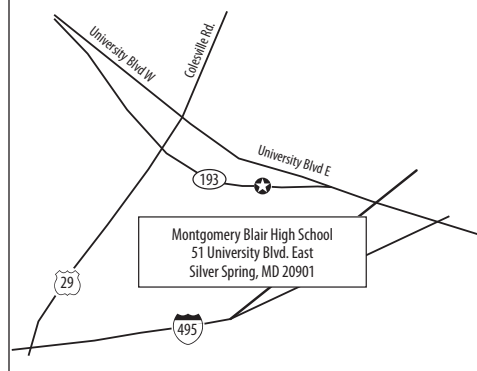 University Blvd W
Colesville Rd.
University Blvd E
193
Montgomery Blair High School
51 University Blvd. East
Silver Spring, MD 20901
29
495